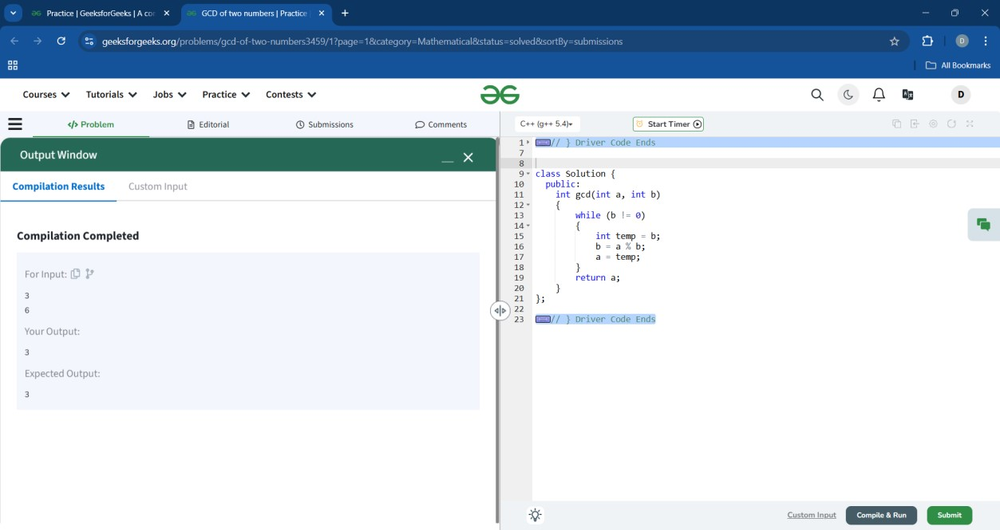 Practice | GeeksforGeeks | A cor
GCD of two numbers | Practice
geeksforgeeks.org/problems/gcd-of-two-numbers3459/1?page=1&category=Mathematical&status=solved&sortBy=submissions
D
All Bookmarks
Courses Tutorials Jobs Practice Contests
D
Problem Editorial Submissions Comments
Output Window
Compilation Results Custom Input
Compilation Completed
For Input:
3
6
Your Output:
3
Expected Output:
3
C++ (g++ 5.4)
Start Timer
1 // } Driver Code Ends
7
8
9 class Solution {
10 public:
11 int gcd(int a, int b)
12 {
13 while (b != 0)
14 {
15 int temp = b;
16 b = a % b;
17 a = temp;
18 }
19 return a;
20 }
21 };
22
23 // } Driver Code Ends
Custom Input Compile & Run Submit